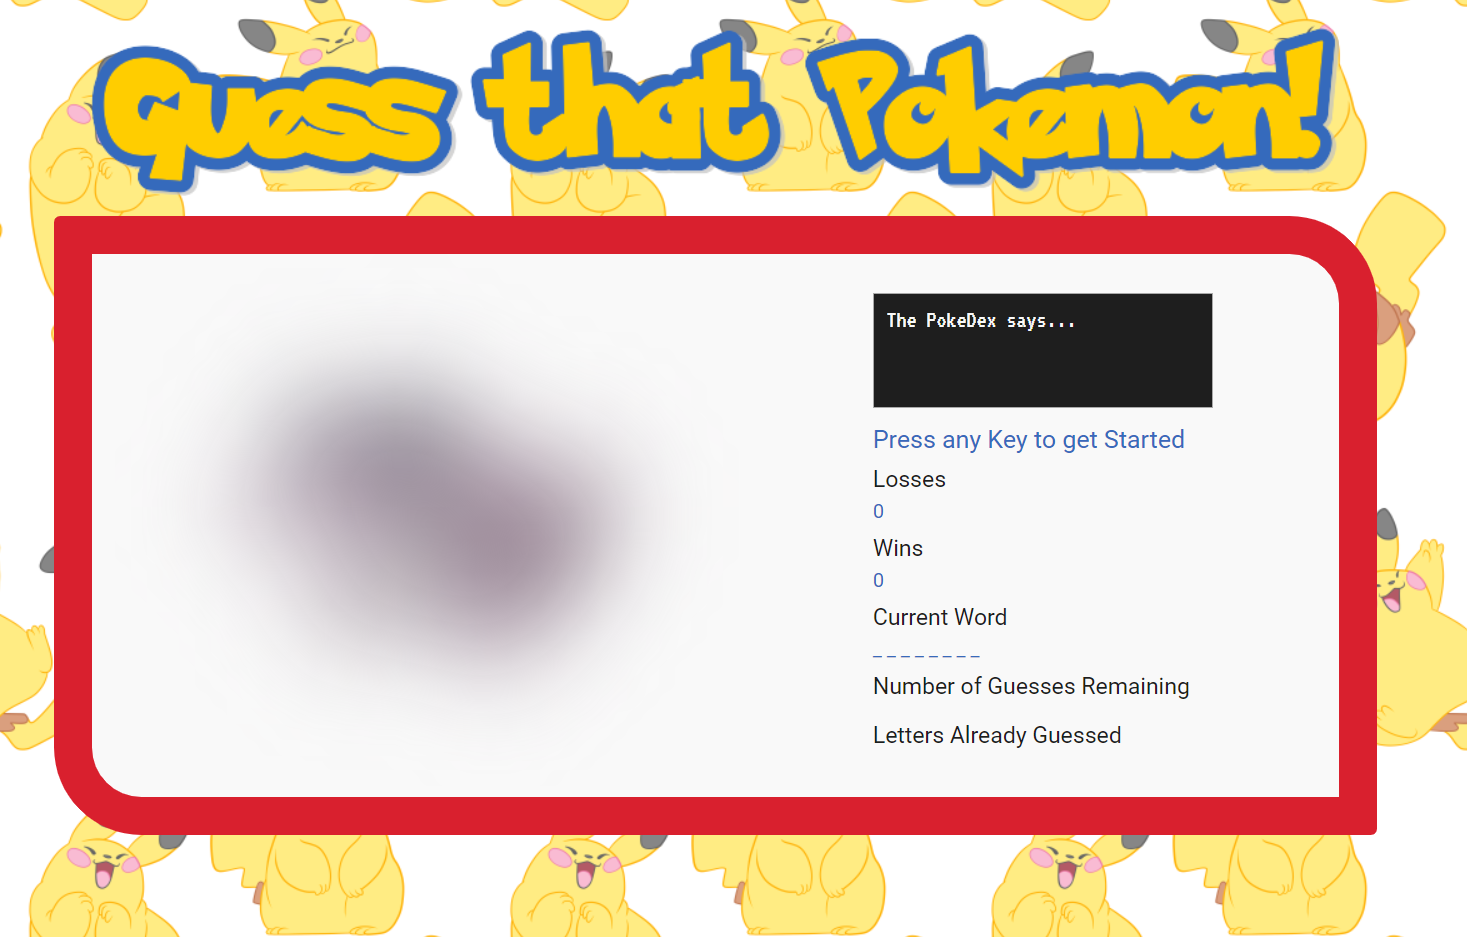 Guess that Pokemon!
The PokeDex says...
Press any Key to get Started
Losses
0
Wins
0
Current Word
_ _ _ _ _ _ _ _
Number of Guesses Remaining
Letters Already Guessed